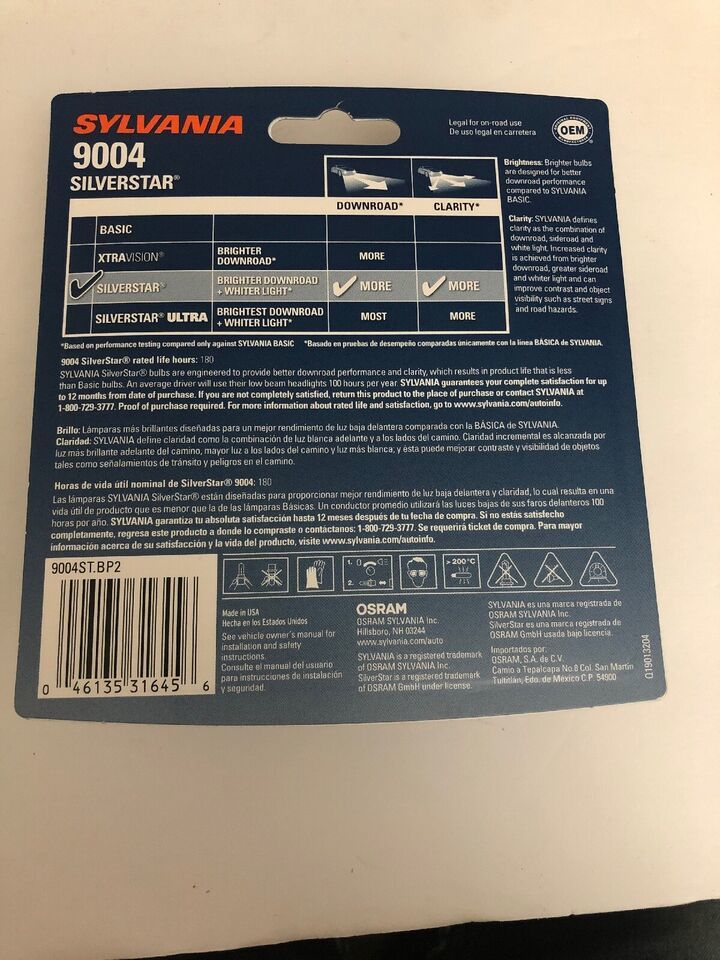 SYLVANIA
9004
SILVERSTAR®
Legal for on-road use
De uso legal en carretera
OEM
Brightness: Brighter bulbs
are designed for better
downroad performance
compared to SYLVANIA
BASIC.
Clarity: SYLVANIA defines
clarity as the combination of
downroad, sideroad and
white light. Increased clarity
is achieved from brighter
downroad, greater sideroad
and whiter light and can
improve contrast and object
visibility such as street signs
and road hazards.
DOWNROAD* CLARITY*
BASIC
XTRAVISION® BRIGHTER DOWNROAD* MORE
SILVERSTAR® BRIGHTER DOWNROAD + WHITER LIGHT* MORE MORE
SILVERSTAR® ULTRA BRIGHTEST DOWNROAD + WHITER LIGHT* MOST MORE
*Based on performance testing compared only against SYLVANIA BASIC *Basado en pruebas de desempeño comparadas únicamente con la línea BÁSICA de SYLVANIA.
9004 SilverStar® rated life hours: 180
SYLVANIA SilverStar® bulbs are engineered to provide better downroad performance and clarity, which results in product life that is less
than Basic bulbs. An average driver will use their low beam headlights 100 hours per year. SYLVANIA guarantees your complete satisfaction for up
to 12 months from date of purchase. If you are not completely satisfied, return this product to the place of purchase or contact SYLVANIA at
1-800-729-3777. Proof of purchase required. For more information about rated life and satisfaction, go to www.sylvania.com/autoinfo.
Brillo: Lámparas más brillantes diseñadas para un mejor rendimiento de luz baja delantera comparada con la BÁSICA de SYLVANIA.
Claridad: SYLVANIA define claridad como la combinación de luz blanca adelante y a los lados del camino. Claridad incremental es alcanzada por
luz más brillante adelante del camino, mayor luz a los lados del camino y luz más blanca; y ésta puede mejorar contraste y visibilidad de objetos
tales como señalamientos de tránsito y peligros en el camino.
Horas de vida útil nominal de SilverStar® 9004: 180
Las lámparas SYLVANIA SilverStar® están diseñadas para proporcionar mejor rendimiento de luz baja delantera y claridad, lo cual resulta en una
vida útil de producto que es menor que la de las lámparas Básicas. Un conductor promedio utilizará las luces bajas de sus faros delanteros 100
horas por año. SYLVANIA garantiza tu absoluta satisfacción hasta 12 meses después de tu fecha de compra. Si no estás satisfecho
completamente, regresa este producto a donde lo compraste o contáctanos: 1-800-729-3777. Se requerirá ticket de compra. Para mayor
información acerca de su satisfacción y la vida del producto, visite www.sylvania.com/autoinfo.
9004ST.BP2
1.
2.
>200°C
0 46135 31645 6
Made in USA
Hecha en los Estados Unidos
See vehicle owner's manual for
installation and safety
instructions.
Consulte el manual del usuario
para instrucciones de instalación
y seguridad.
OSRAM
OSRAM SYLVANIA Inc.
Hillsboro, NH 03244
www.sylvania.com/auto
SYLVANIA is a registered trademark
of OSRAM SYLVANIA Inc.
SilverStar is a registered trademark
of OSRAM GmbH under license.
SYLVANIA es una marca registrada de
OSRAM SYLVANIA Inc.
SilverStar es una marca registrada de
OSRAM GmbH usada bajo licencia.
Importados por:
OSRAM, S.A. de C.V.
Camio a Tepalcapa No.8 Col. San Martin
Tultitlán, Edo. de México C.P. 54900
Q19013204